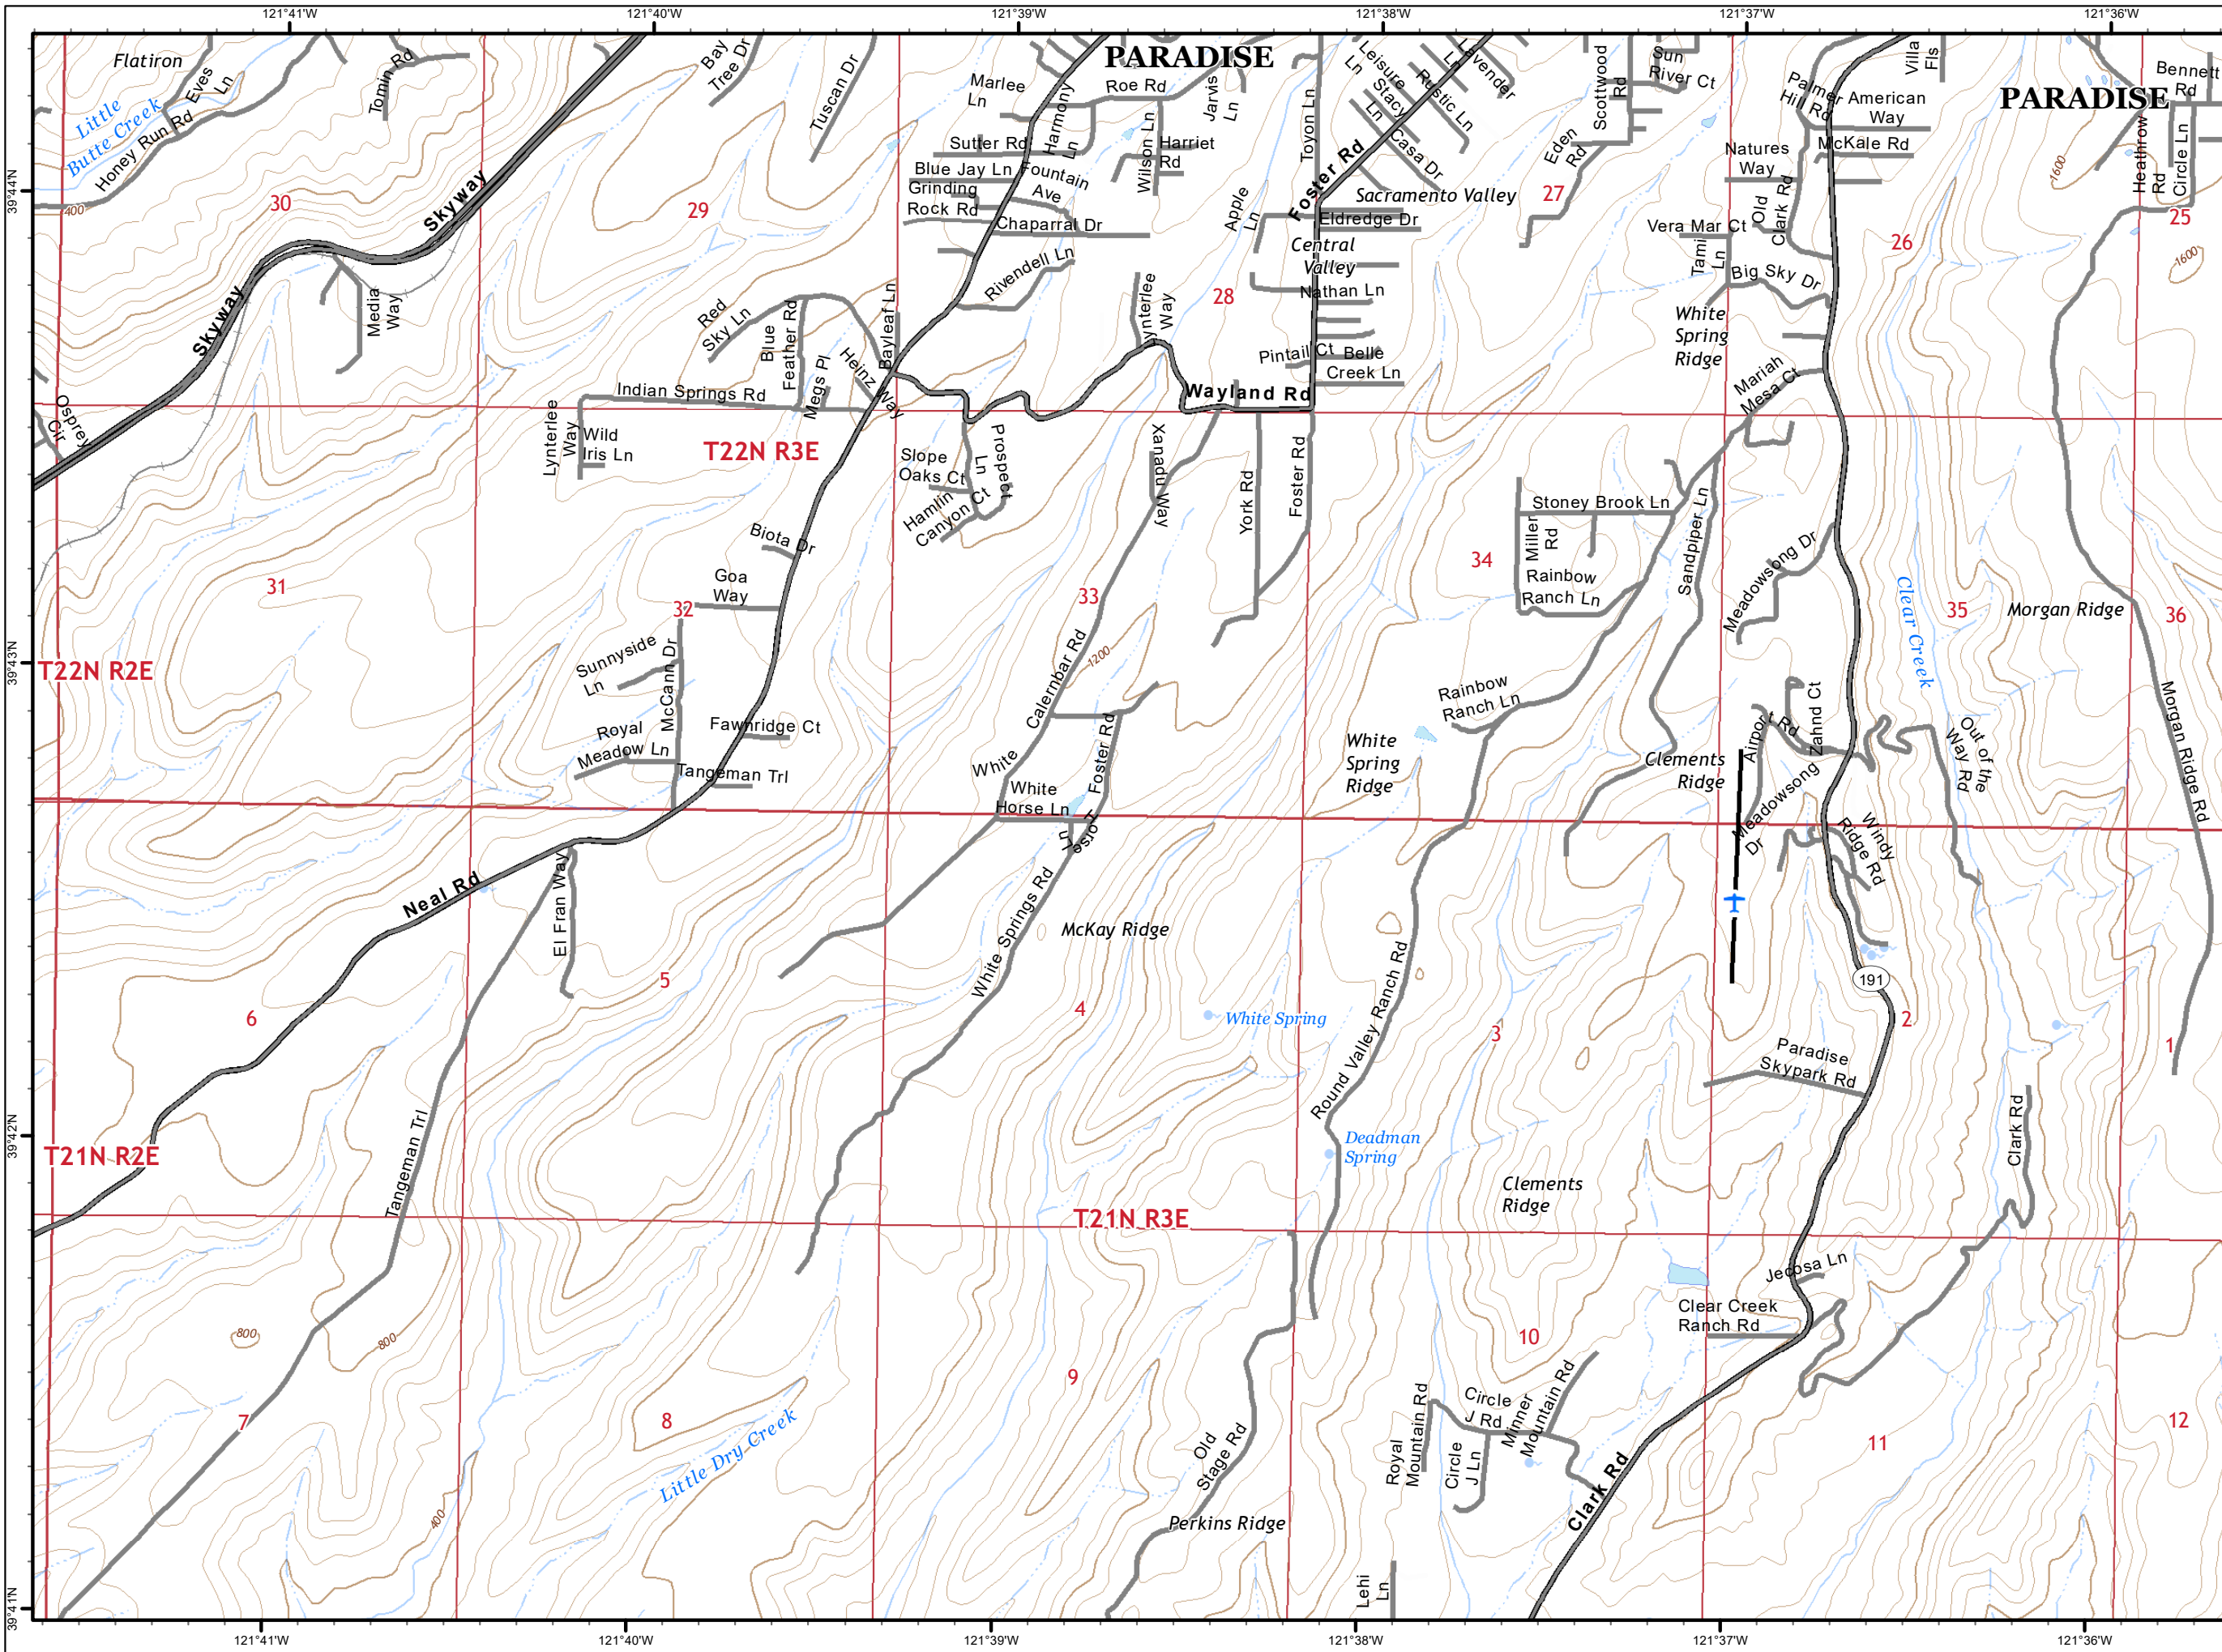 121°41'W
121°40'W
121°39'W
121°38'W
121°37'W
121°36'W
39°44'N
39°43'N
39°42'N
39°41'N
Flatiron
Little
Butte Creek
Eves
Ln
Honey Run Rd
Tomin Rd
400
30
Skyway
Skyway
Media
Way
Osprey
Cir
Bay
Tree Dr
Tuscan Dr
29
Red
Sky Ln
Blue
Feather Rd
Megs Pl
Heinz
Way
Bayleaf Ln
Indian Springs Rd
Lynterlee
Way
Wild
Iris Ln
T22N R3E
PARADISE
Marlee
Ln
Harmony
Ln
Roe Rd
Jarvis
Ln
Sutter Rd
Wilson Ln
Harriet
Rd
Blue Jay Ln
Fountain
Ave
Grinding
Rock Rd
Chaparral Dr
Rivendell Ln
Apple
Ln
Toyon Ln
Foster Rd
Leisure
Ln
Stacy
Ln
Rustic Ln
Lavender
Ln
Casa Dr
Sacramento Valley
Eldredge Dr
Central
Valley
Nathan Ln
28
Lynterlee
Way
Pintail Ct
Belle
Creek Ln
Wayland Rd
Scottwood
Rd
Sun
River Ct
Eden
Rd
27
Palmer
Hill Rd
American
Way
Villa
Fls
McKale Rd
Natures
Way
Old
Clark Rd
Vera Mar Ct
Tami
Ln
Big Sky Dr
26
White
Spring
Ridge
Mariah
Mesa Ct
PARADISE
Bennett
Rd
Heathrow
Rd
Circle Ln
1600
25
1600
Slope
Oaks Ct
Prospect
Ln
Hamlin
Canyon Ct
Xanadu Way
York Rd
Foster Rd
Stoney Brook Ln
Miller
Rd
Rainbow
Ranch Ln
Sandpiper Ln
Meadowsong Dr
34
Clear Creek
35
Morgan Ridge
36
Morgan Ridge Rd
31
Biota Dr
Goa
Way
32
33
T22N R2E
Sunnyside
Ln
McCann Dr
Royal
Meadow Ln
Fawnridge Ct
Tangeman Trl
Calernbar Rd
1200
White
White
Horse Ln
Foster Rd
Horse
Ln
Rainbow
Ranch Ln
White
Spring
Ridge
Clements
Ridge
Airport Rd
Zahnd Ct
Meadowsong
Dr
Windy
Ridge Rd
Out of the
Way Rd
Neal Rd
El Fran Way
White Springs Rd
McKay Ridge
5
6
4
White Spring
Round Valley Ranch Rd
3
191
2
1
Paradise
Skypark Rd
Clark Rd
T21N R2E
Tangeman Trl
Deadman
Spring
T21N R3E
Clements
Ridge
Jecosa Ln
Clear Creek
Ranch Rd
800
800
7
8
9
10
11
12
400
Little Dry Creek
Old
Stage Rd
Perkins Ridge
Royal
Mountain Rd
Circle
J Rd
Circle
J Ln
Minner
Mountain Rd
Clark Rd
Lehi
Ln
121°41'W
121°40'W
121°39'W
121°38'W
121°37'W
121°36'W